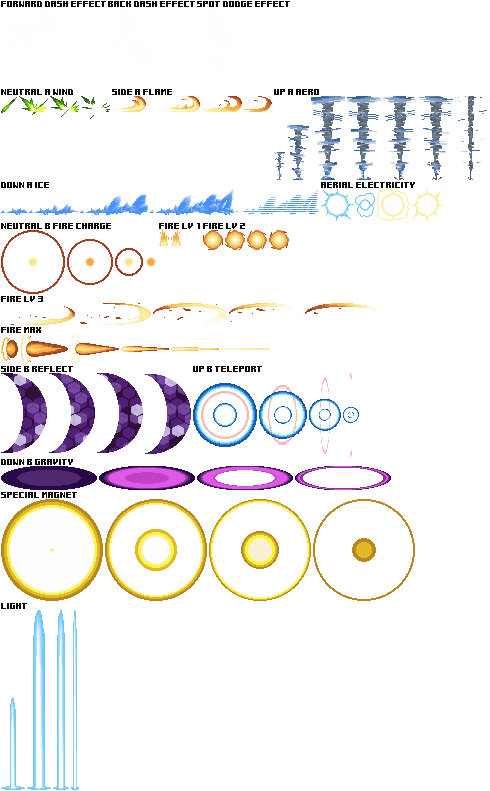 FORWARD DASH EFFECT BACK DASH EFFECT SPOT DODGE EFFECT
NEUTRAL A WIND SIDE A FLAME UP A AERO
DOWN A ICE AERIAL ELECTRICITY
NEUTRAL B FIRE CHARGE FIRE LV 1 FIRE LV 2
FIRE LV 3
FIRE MAX
SIDE B REFLECT UP B TELEPORT
DOWN B GRAVITY
SPECIAL MAGNET
LIGHT